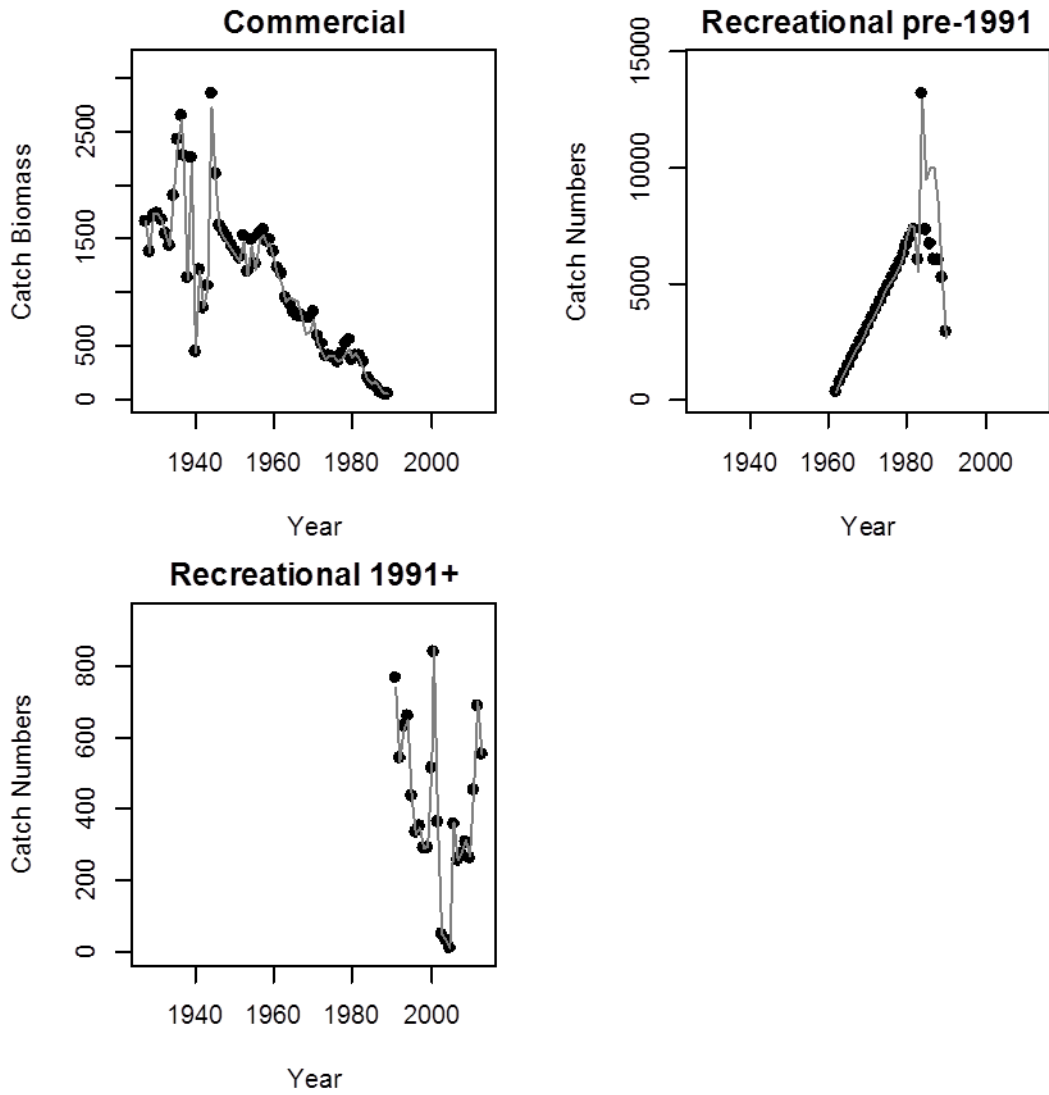 Commercial
Catch Biomass
2500
1500
500
0
1940 1960 1980 2000
Year
Recreational pre-1991
Catch Numbers
15000
10000
5000
0
1940 1960 1980 2000
Year
Recreational 1991+
Catch Numbers
800
600
400
200
0
1940 1960 1980 2000
Year